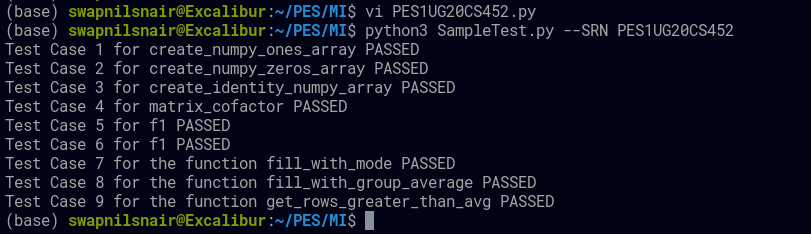 (base) swapnilsnair@Excalibur:~/PES/MI$ vi PES1UG20CS452.py
(base) swapnilsnair@Excalibur:~/PES/MI$ python3 SampleTest.py --SRN PES1UG20CS452
Test Case 1 for create_numpy_ones_array PASSED
Test Case 2 for create_numpy_zeros_array PASSED
Test Case 3 for create_identity_numpy_array PASSED
Test Case 4 for matrix_cofactor PASSED
Test Case 5 for f1 PASSED
Test Case 6 for f1 PASSED
Test Case 7 for the function fill_with_mode PASSED
Test Case 8 for the function fill_with_group_average PASSED
Test Case 9 for the function get_rows_greater_than_avg PASSED
(base) swapnilsnair@Excalibur:~/PES/MI$